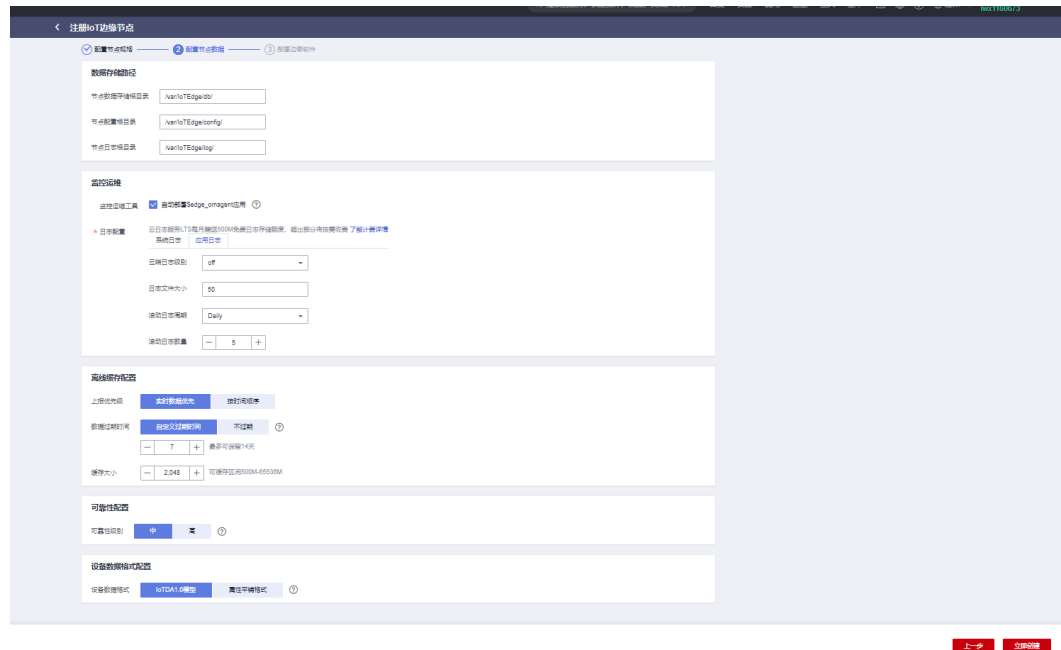 lwx1100673
注册IoT边缘节点
配置节点规格
2 配置节点数据
3 部署边缘软件
数据存储路径
节点数据存储根目录 /var/IoTEdge/db/
节点配置根目录 /var/IoTEdge/config/
节点日志根目录 /var/IoTEdge/log/
监控运维
监控运维工具 自动部署$edge_omagent应用 ?
* 日志配置 云日志服务LTS每月赠送500M免费日志存储额度，超出部分将按需收费 了解计费详情
系统日志 应用日志
云端日志级别 off
日志文件大小 50
滚动日志周期 Daily
滚动日志数量 — 5 +
离线缓存配置
上报优先级 实时数据优先 按时间顺序
数据过期时间 自定义过期时间 不过期 ?
— 7 + 最多可保留14天
缓存大小 — 2,048 + 可缓存区间500M-65536M
可靠性配置
可靠性级别 中 高 ?
设备数据格式配置
设备数据格式 IoTDA1.0模型 属性平铺格式 ?
上一步 立即创建